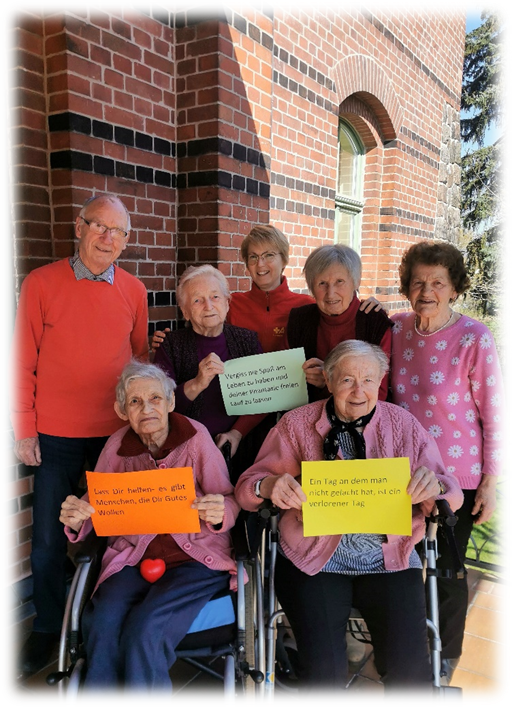 Vergiss nie Spaß am
Leben zu haben und
deiner Phantasie freien
Lauf zu lassen
Lass Dir helfen- es gibt
Menschen, die Dir Gutes
Wollen
Ein Tag an dem man
nicht gelacht hat, ist ein
verlorener Tag